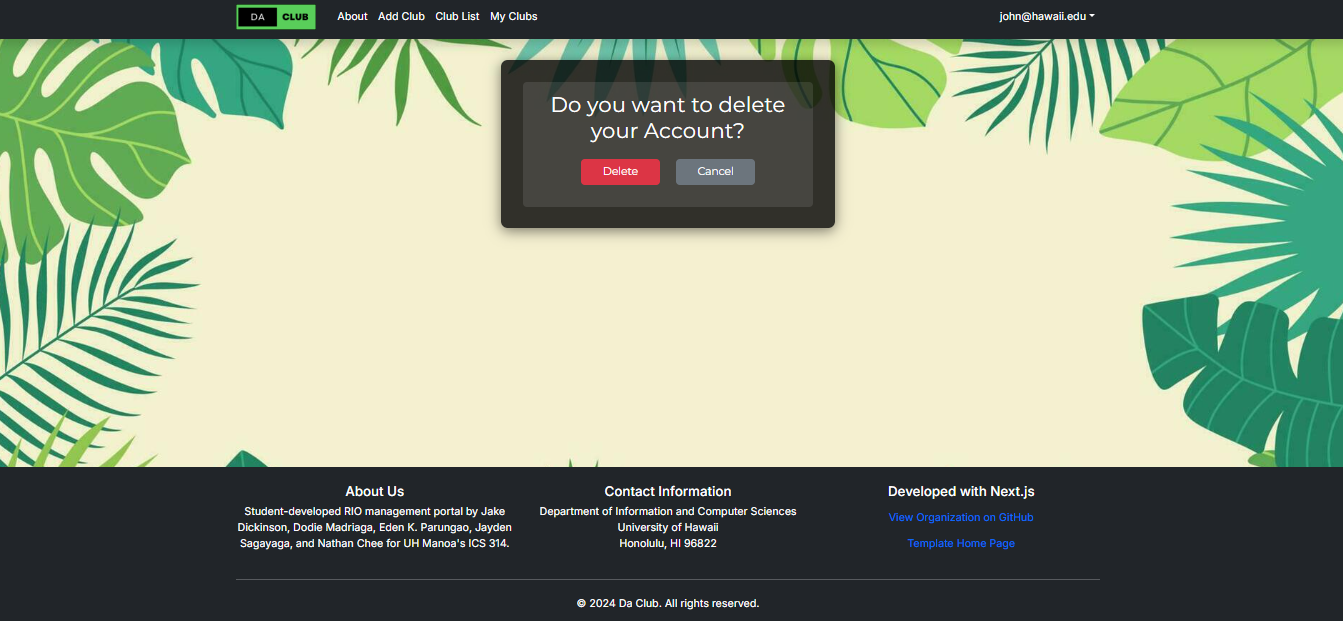 DA CLUB About Add Club Club List My Clubs john@hawaii.edu
Do you want to delete
your Account?
Delete Cancel
About Us
Student-developed RIO management portal by Jake
Dickinson, Dodie Madriaga, Eden K. Parungao, Jayden
Sagayaga, and Nathan Chee for UH Manoa's ICS 314.
Contact Information
Department of Information and Computer Sciences
University of Hawaii
Honolulu, HI 96822
Developed with Next.js
View Organization on GitHub
Template Home Page
© 2024 Da Club. All rights reserved.